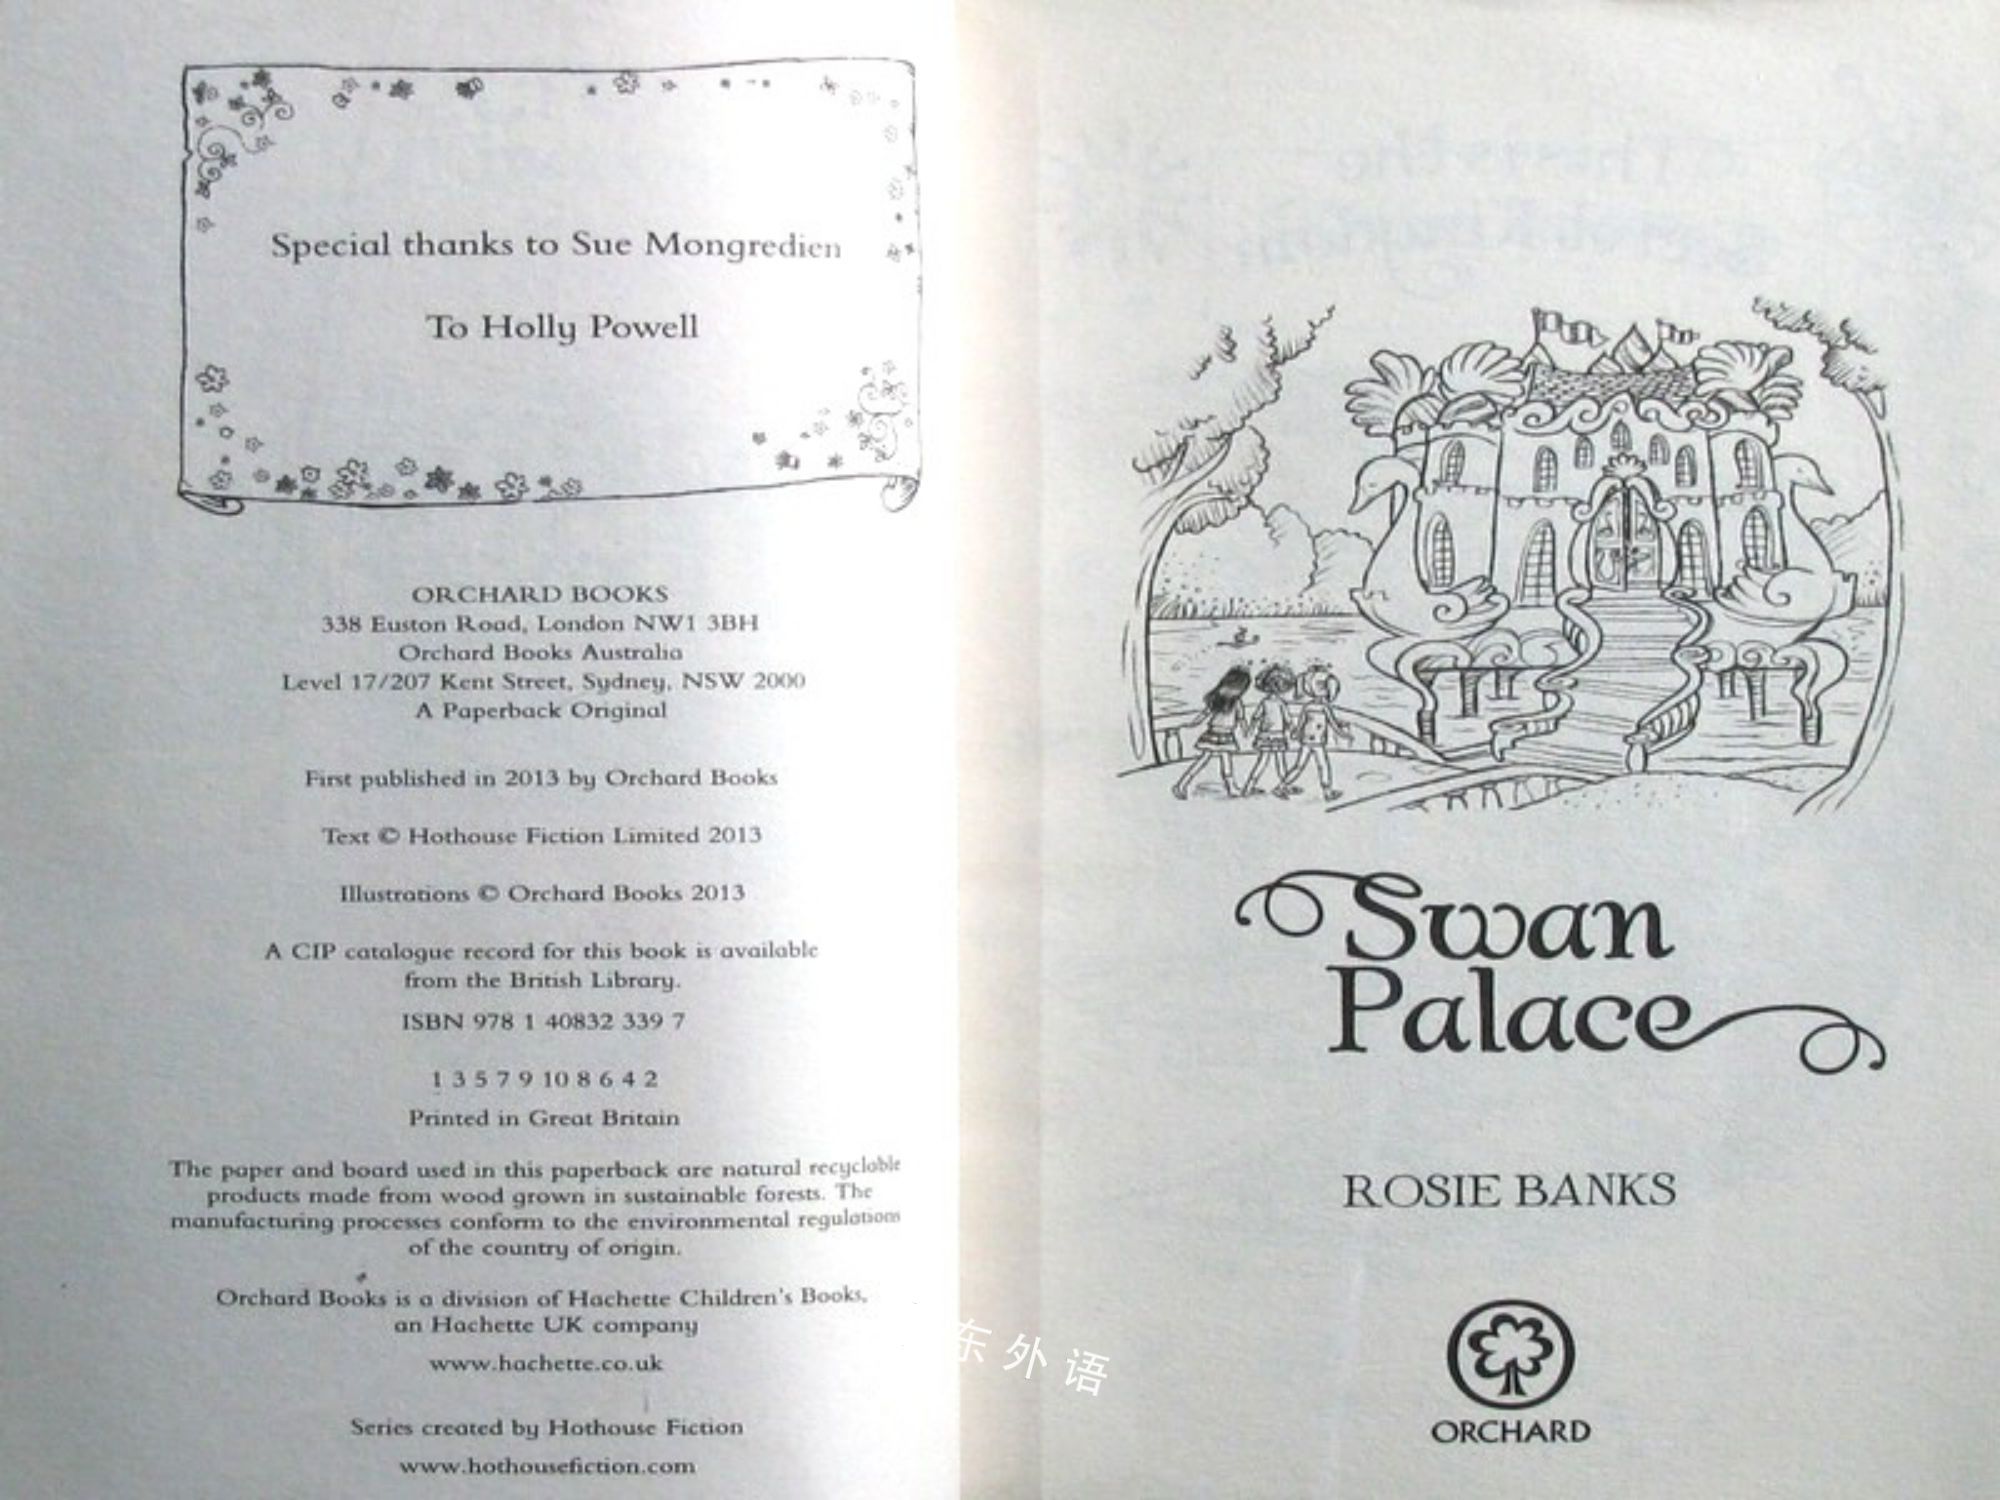 Special thanks to Sue Mongredien
To Holly Powell
ORCHARD BOOKS
338 Euston Road, London NW1 3BH
Orchard Books Australia
Level 17/207 Kent Street, Sydney, NSW 2000
A Paperback Original
First published in 2013 by Orchard Books
Text © Hothouse Fiction Limited 2013
Illustrations © Orchard Books 2013
A CIP catalogue record for this book is available
from the British Library.
ISBN 978 1 40832 339 7
1 3 5 7 9 10 8 6 4 2
Printed in Great Britain
The paper and board used in this paperback are natural recyclable
products made from wood grown in sustainable forests. The
manufacturing processes conform to the environmental regulations
of the country of origin.
Orchard Books is a division of Hachette Children's Books,
an Hachette UK company
www.hachette.co.uk
Series created by Hothouse Fiction
www.hothousefiction.com
Swan
Palace
ROSIE BANKS
ORCHARD
东外语